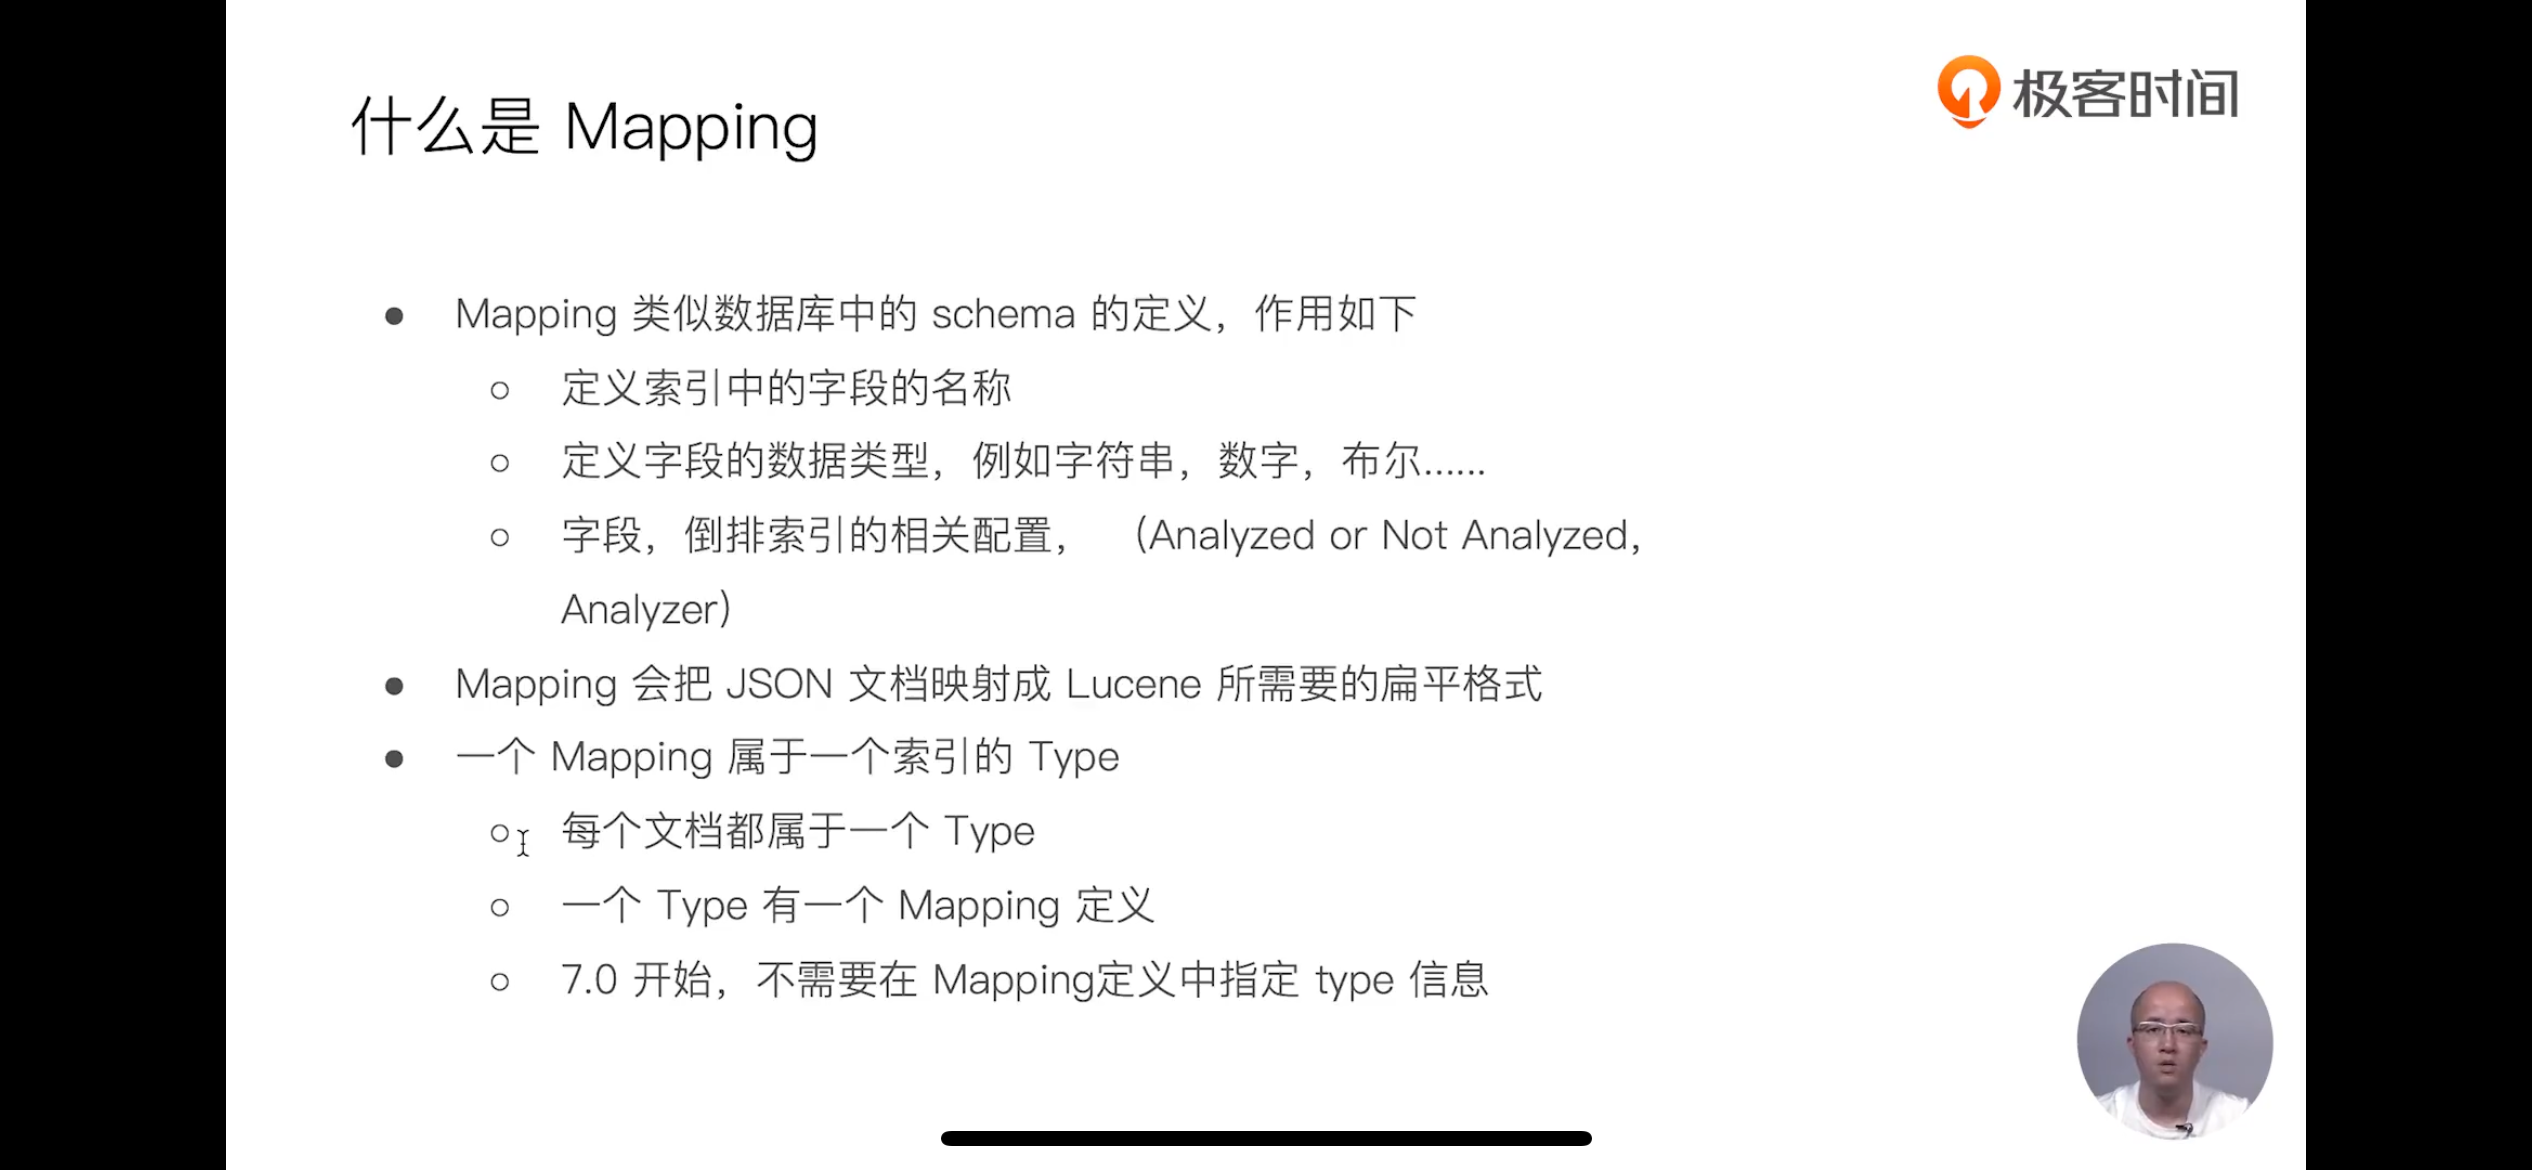 极客时间
什么是 Mapping
● Mapping 类似数据库中的 schema 的定义，作用如下
○ 定义索引中的字段的名称
○ 定义字段的数据类型，例如字符串，数字，布尔......
○ 字段，倒排索引的相关配置， （Analyzed or Not Analyzed，
Analyzer）
● Mapping 会把 JSON 文档映射成 Lucene 所需要的扁平格式
● 一个 Mapping 属于一个索引的 Type
○ 每个文档都属于一个 Type
○ 一个 Type 有一个 Mapping 定义
○ 7.0 开始，不需要在 Mapping定义中指定 type 信息